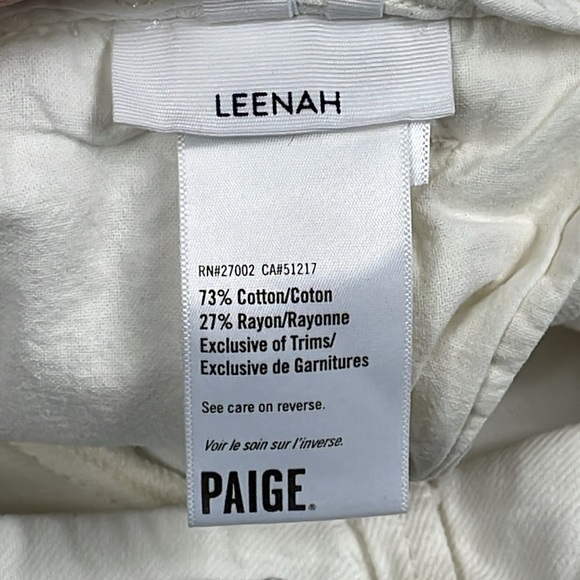 LEENAH
RN#27002 CA#51217
73% Cotton/Coton
27% Rayon/Rayonne
Exclusive of Trims/
Exclusive de Garnitures
See care on reverse.
Voir le soin sur l'inverse.
PAIGE®